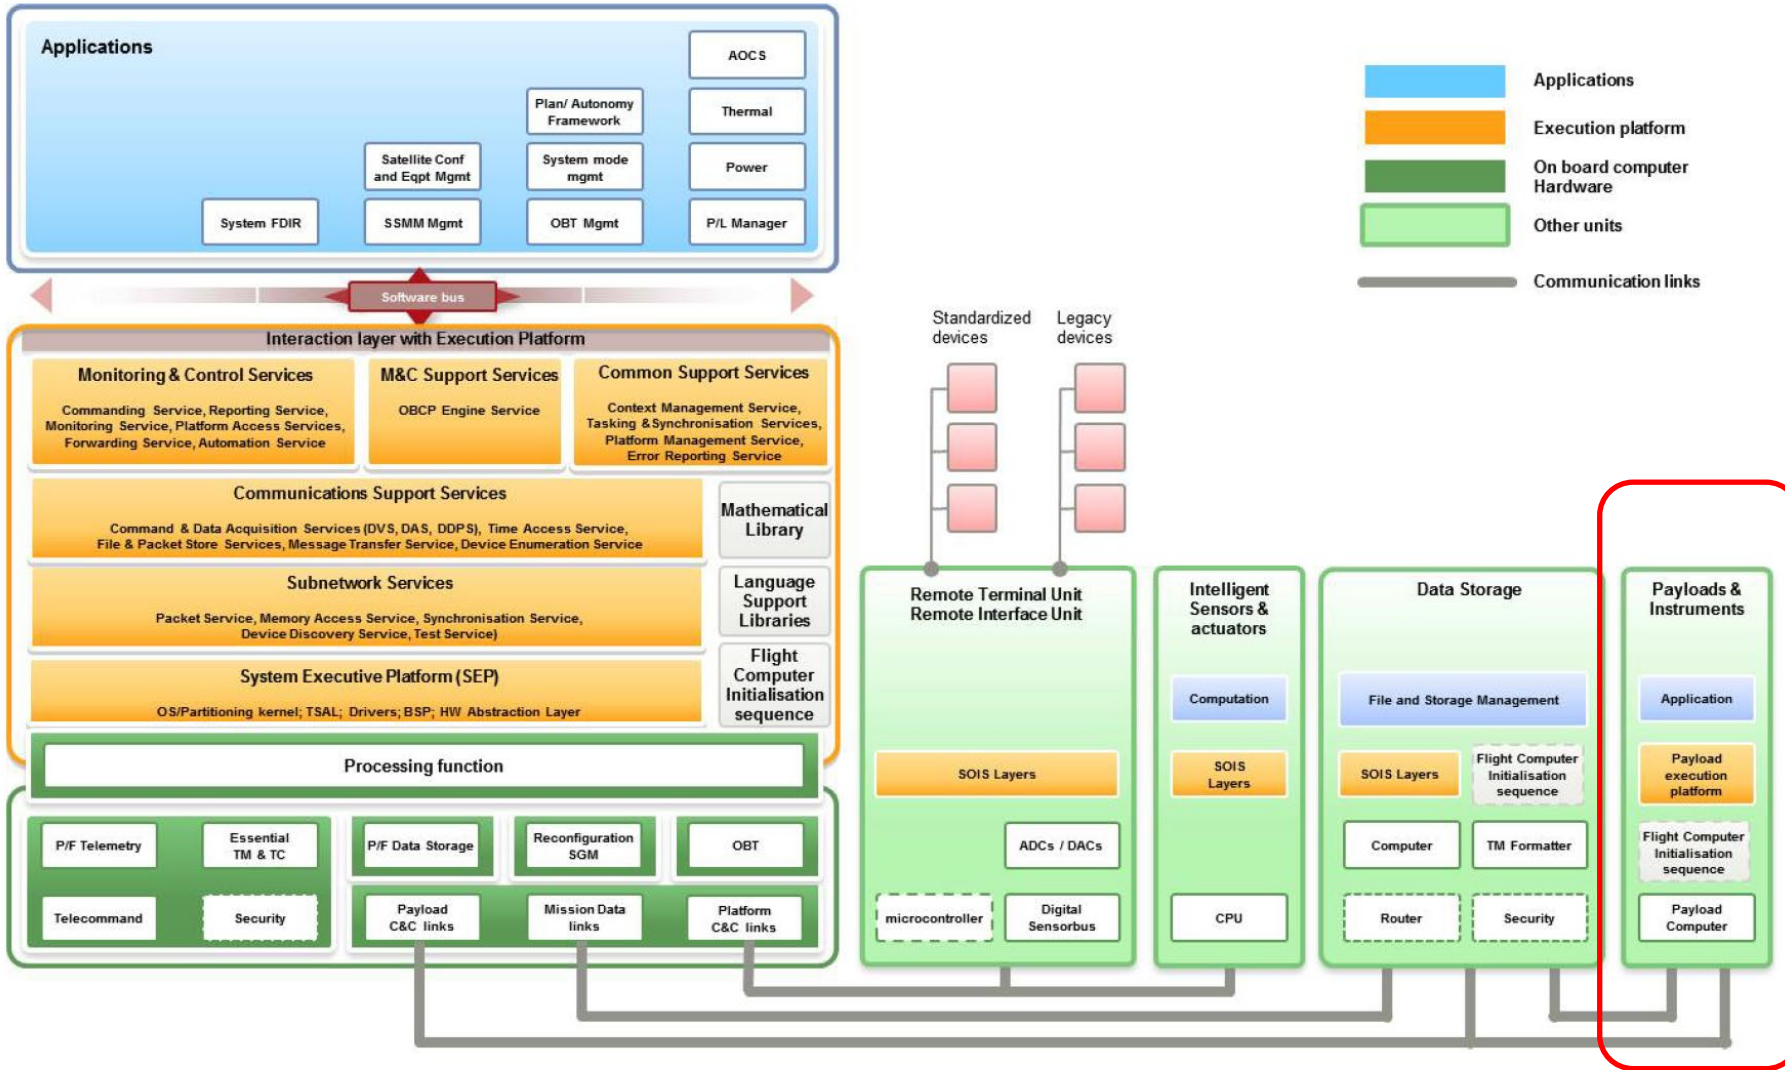 Applications
AOCS
Plan/ Autonomy
Framework
Thermal
Satellite Conf
and Eqpt Mgmt
System mode
mgmt
Power
System FDIR
SSMM Mgmt
OBT Mgmt
P/L Manager
Software bus
Interaction layer with Execution Platform
Monitoring & Control Services
Commanding Service, Reporting Service,
Monitoring Service, Platform Access Services,
Forwarding Service, Automation Service
M&C Support Services
OBCP Engine Service
Common Support Services
Context Management Service,
Tasking &Synchronisation Services,
Platform Management Service,
Error Reporting Service
Communications Support Services
Command & Data Acquisition Services (DVS, DAS, DDPS), Time Access Service,
File & Packet Store Services, Message Transfer Service, Device Enumeration Service
Mathematical
Library
Subnetwork Services
Packet Service, Memory Access Service, Synchronisation Service,
Device Discovery Service, Test Service)
Language
Support
Libraries
System Executive Platform (SEP)
OS/Partitioning kernel; TSAL; Drivers; BSP; HW Abstraction Layer
Flight
Computer
Initialisation
sequence
Processing function
P/F Telemetry
Essential
TM & TC
P/F Data Storage
Reconfiguration
SGM
OBT
Telecommand
Security
Payload
C&C links
Mission Data
links
Platform
C&C links
Applications
Execution platform
On board computer
Hardware
Other units
Communication links
Standardized
devices
Legacy
devices
Remote Terminal Unit
Remote Interface Unit
SOIS Layers
ADCs / DACs
microcontroller
Digital
Sensorbus
Intelligent
Sensors &
actuators
Computation
SOIS
Layers
CPU
Data Storage
File and Storage Management
SOIS Layers
Flight Computer
Initialisation
sequence
Computer
TM Formatter
Router
Security
Payloads &
Instruments
Application
Payload
execution
platform
Flight Computer
Initialisation
sequence
Payload
Computer